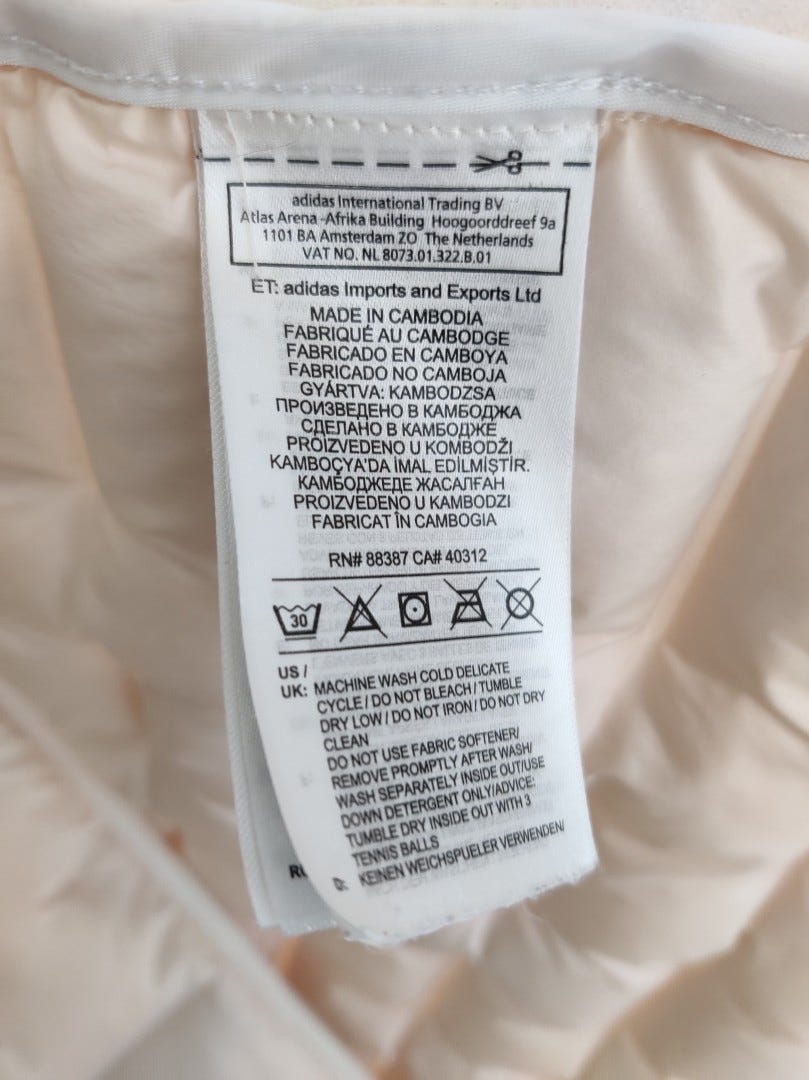 adidas International Trading BV
Atlas Arena-Afrika Building Hoogoorddreef 9a
1101 BA Amsterdam ZO The Netherlands
VAT NO. NL 8073.01.322.B.01
ET: adidas Imports and Exports Ltd
MADE IN CAMBODIA
FABRIQUÉ AU CAMBODGE
FABRICADO EN CAMBOYA
FABRICADO NO CAMBOJA
GYÁRTVA: KAMBODZSA
ПРОИЗВЕДЕНО В КАМБОДЖА
СДЕЛАНО В КАМБОДЖЕ
PROIZVEDENO U KOMBODŽI
KAMBOÇYA'DA İMAL EDİLMİŞTİR.
КАМБОДЖЕДЕ ЖАСАЛҒАН
PROIZVEDENO U KAMBODZI
FABRICAT ÎN CAMBOGIA
RN# 88387 CA# 40312
30
US /
UK: MACHINE WASH COLD DELICATE
CYCLE / DO NOT BLEACH / TUMBLE
DRY LOW / DO NOT IRON / DO NOT DRY
CLEAN
DO NOT USE FABRIC SOFTENER/
REMOVE PROMPTLY AFTER WASH/
WASH SEPARATELY INSIDE OUT/USE
DOWN DETERGENT ONLY/ADVICE:
TUMBLE DRY INSIDE OUT WITH 3
TENNIS BALLS
D: KEINEN WEICHSPUELER VERWENDEN/